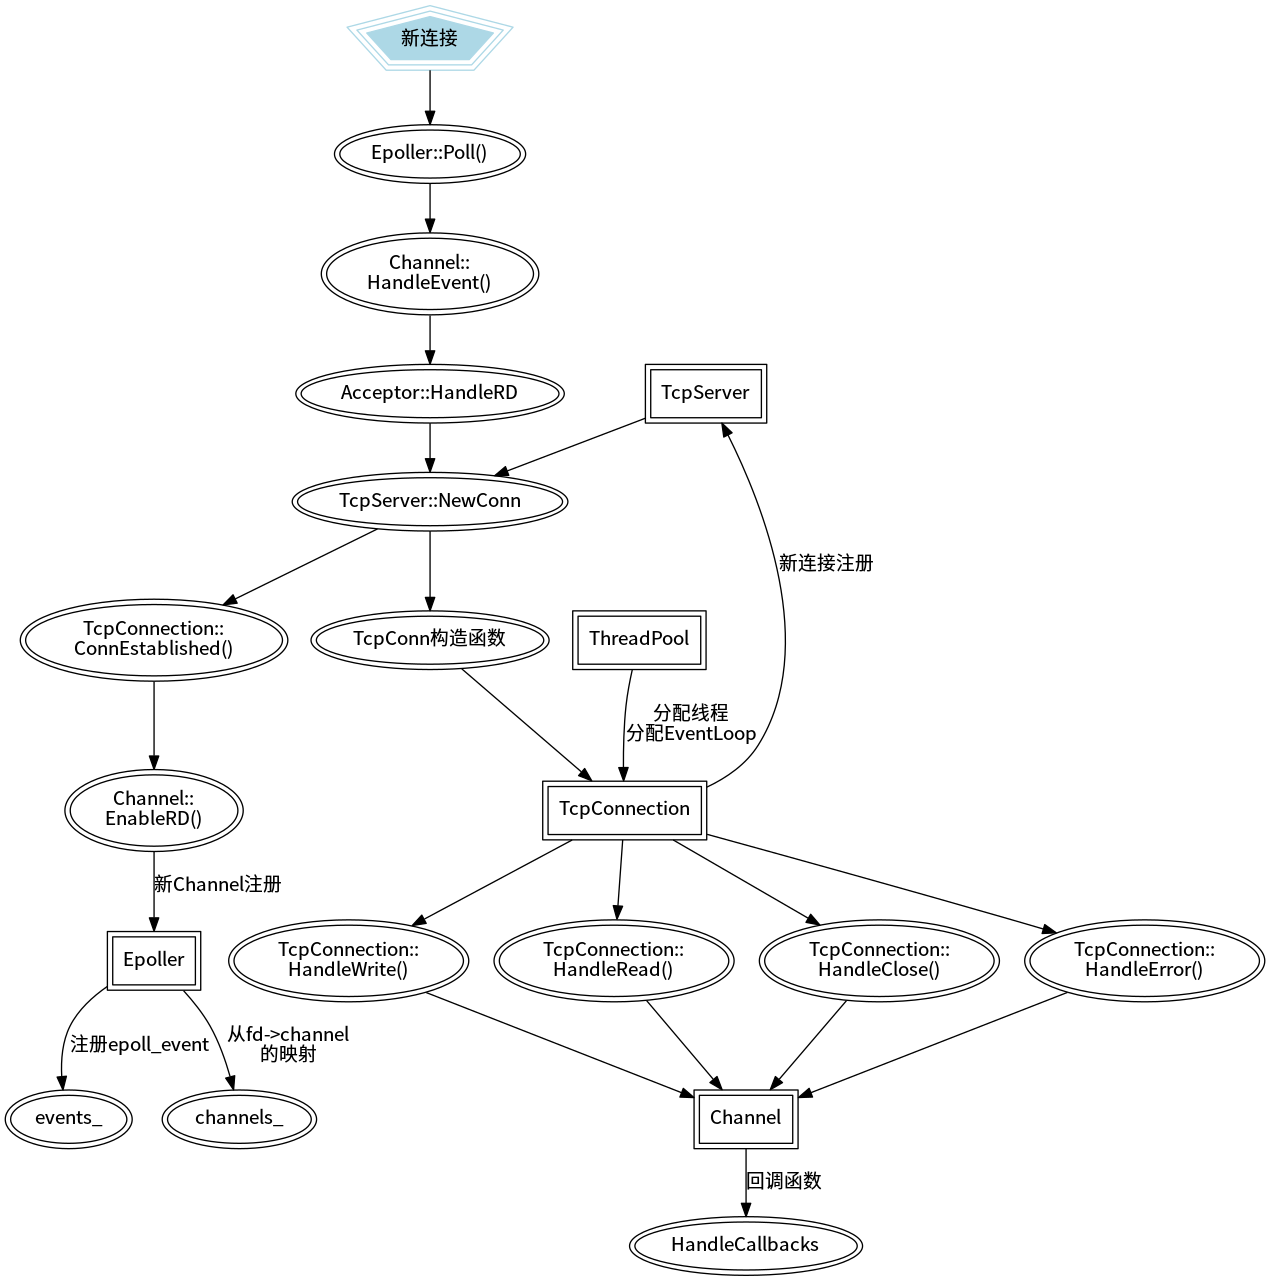 新连接
Epoller::Poll()
Channel::
HandleEvent()
Acceptor::HandleRD
TcpServer
TcpServer::NewConn
新连接注册
TcpConnection::
ConnEstablished()
TcpConn构造函数
ThreadPool
分配线程
分配EventLoop
Channel::
EnableRD()
TcpConnection
新Channel注册
Epoller
TcpConnection::
HandleWrite()
TcpConnection::
HandleRead()
TcpConnection::
HandleClose()
TcpConnection::
HandleError()
注册epoll_event
从fd->channel
的映射
events_
channels_
Channel
回调函数
HandleCallbacks